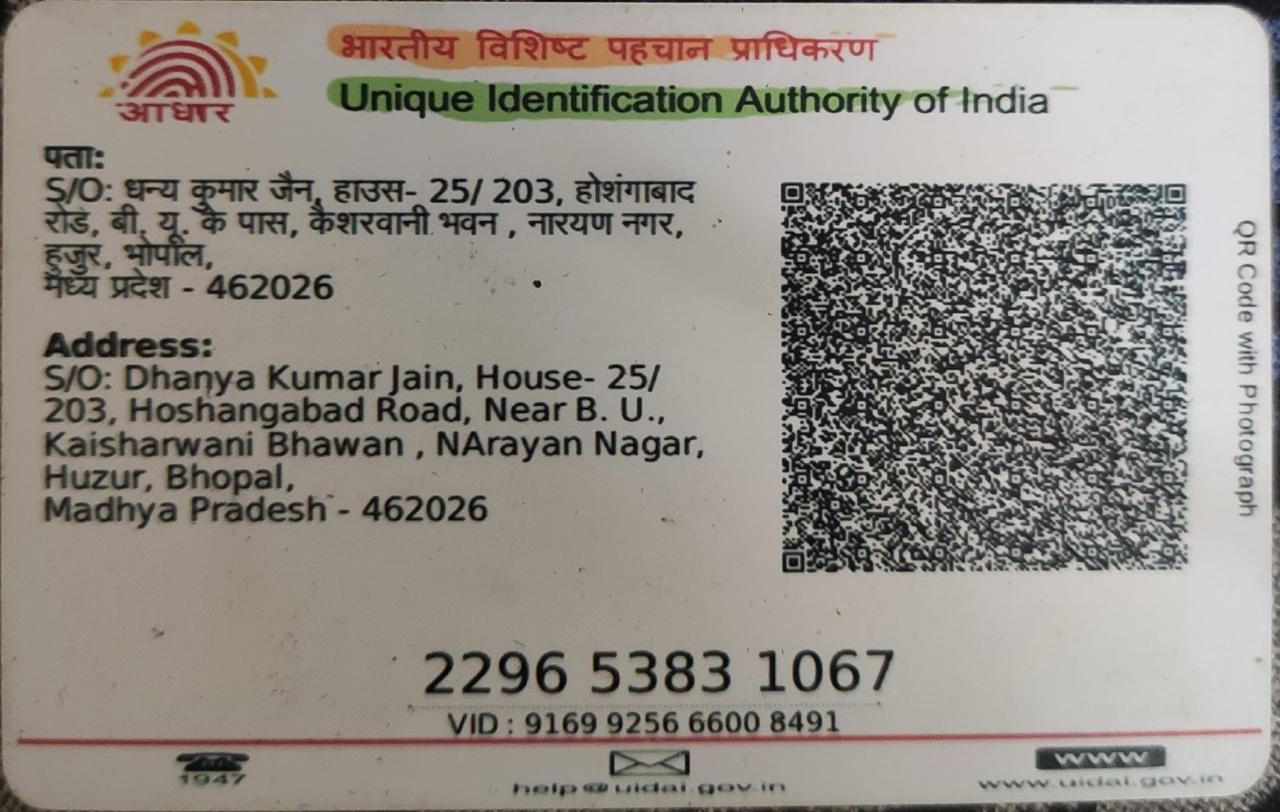 आधार
भारतीय विशिष्ट पहचान प्राधिकरण
Unique Identification Authority of India
पता:
S/O: धन्य कुमार जैन, हाउस- 25/ 203, होशंगाबाद
रोड, बी. यू. के पास, कैशरवानी भवन , नारायण नगर,
हुजुर, भोपाल,
मध्य प्रदेश - 462026
Address:
S/O: Dhanya Kumar Jain, House- 25/
203, Hoshangabad Road, Near B. U.,
Kaisharwani Bhawan , NArayan Nagar,
Huzur, Bhopal,
Madhya Pradesh - 462026
QR Code with Photograph
2296 5383 1067
VID : 9169 9256 6600 8491
1947
help@uidai.gov.in
www
www.uidai.gov.in